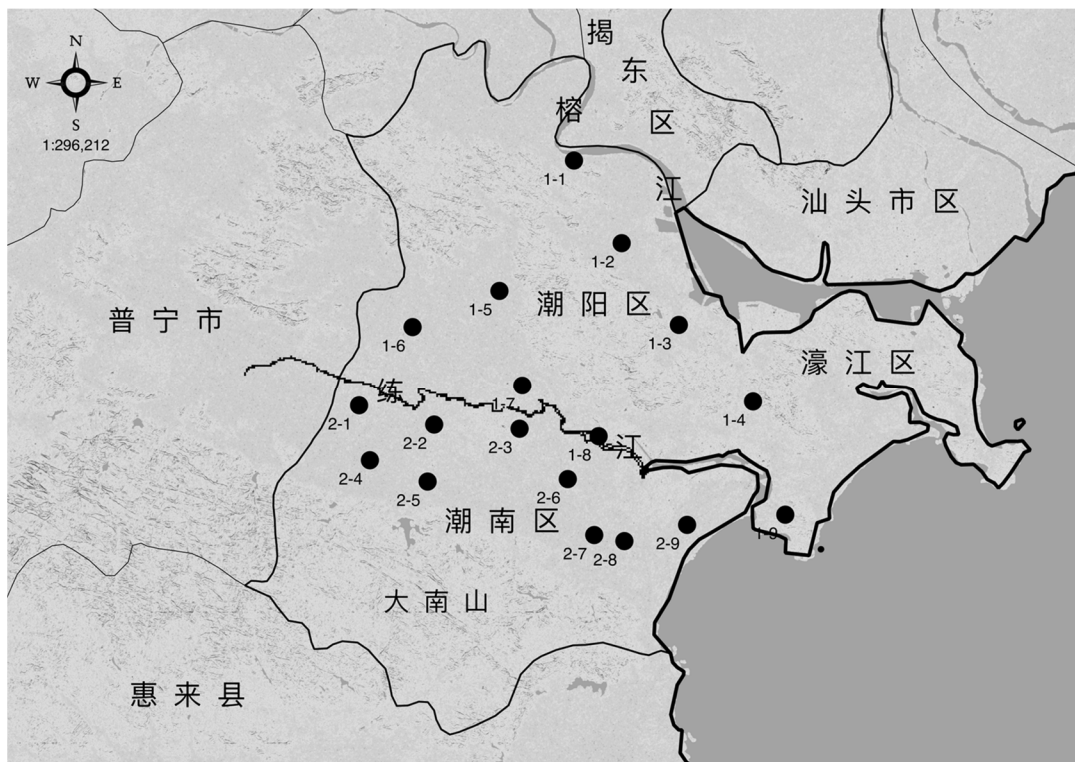 N
W E
S
1:296,212
揭
东
区
榕
江
汕头市区
1-1
1-2
1-5
潮阳区
1-6
1-3
普宁市
濠江区
练
1-7
1-4
2-1
2-2
2-3
1-8
江
2-4
2-5
2-6
潮南区
2-7
2-8
2-9
1-9
大南山
惠来县